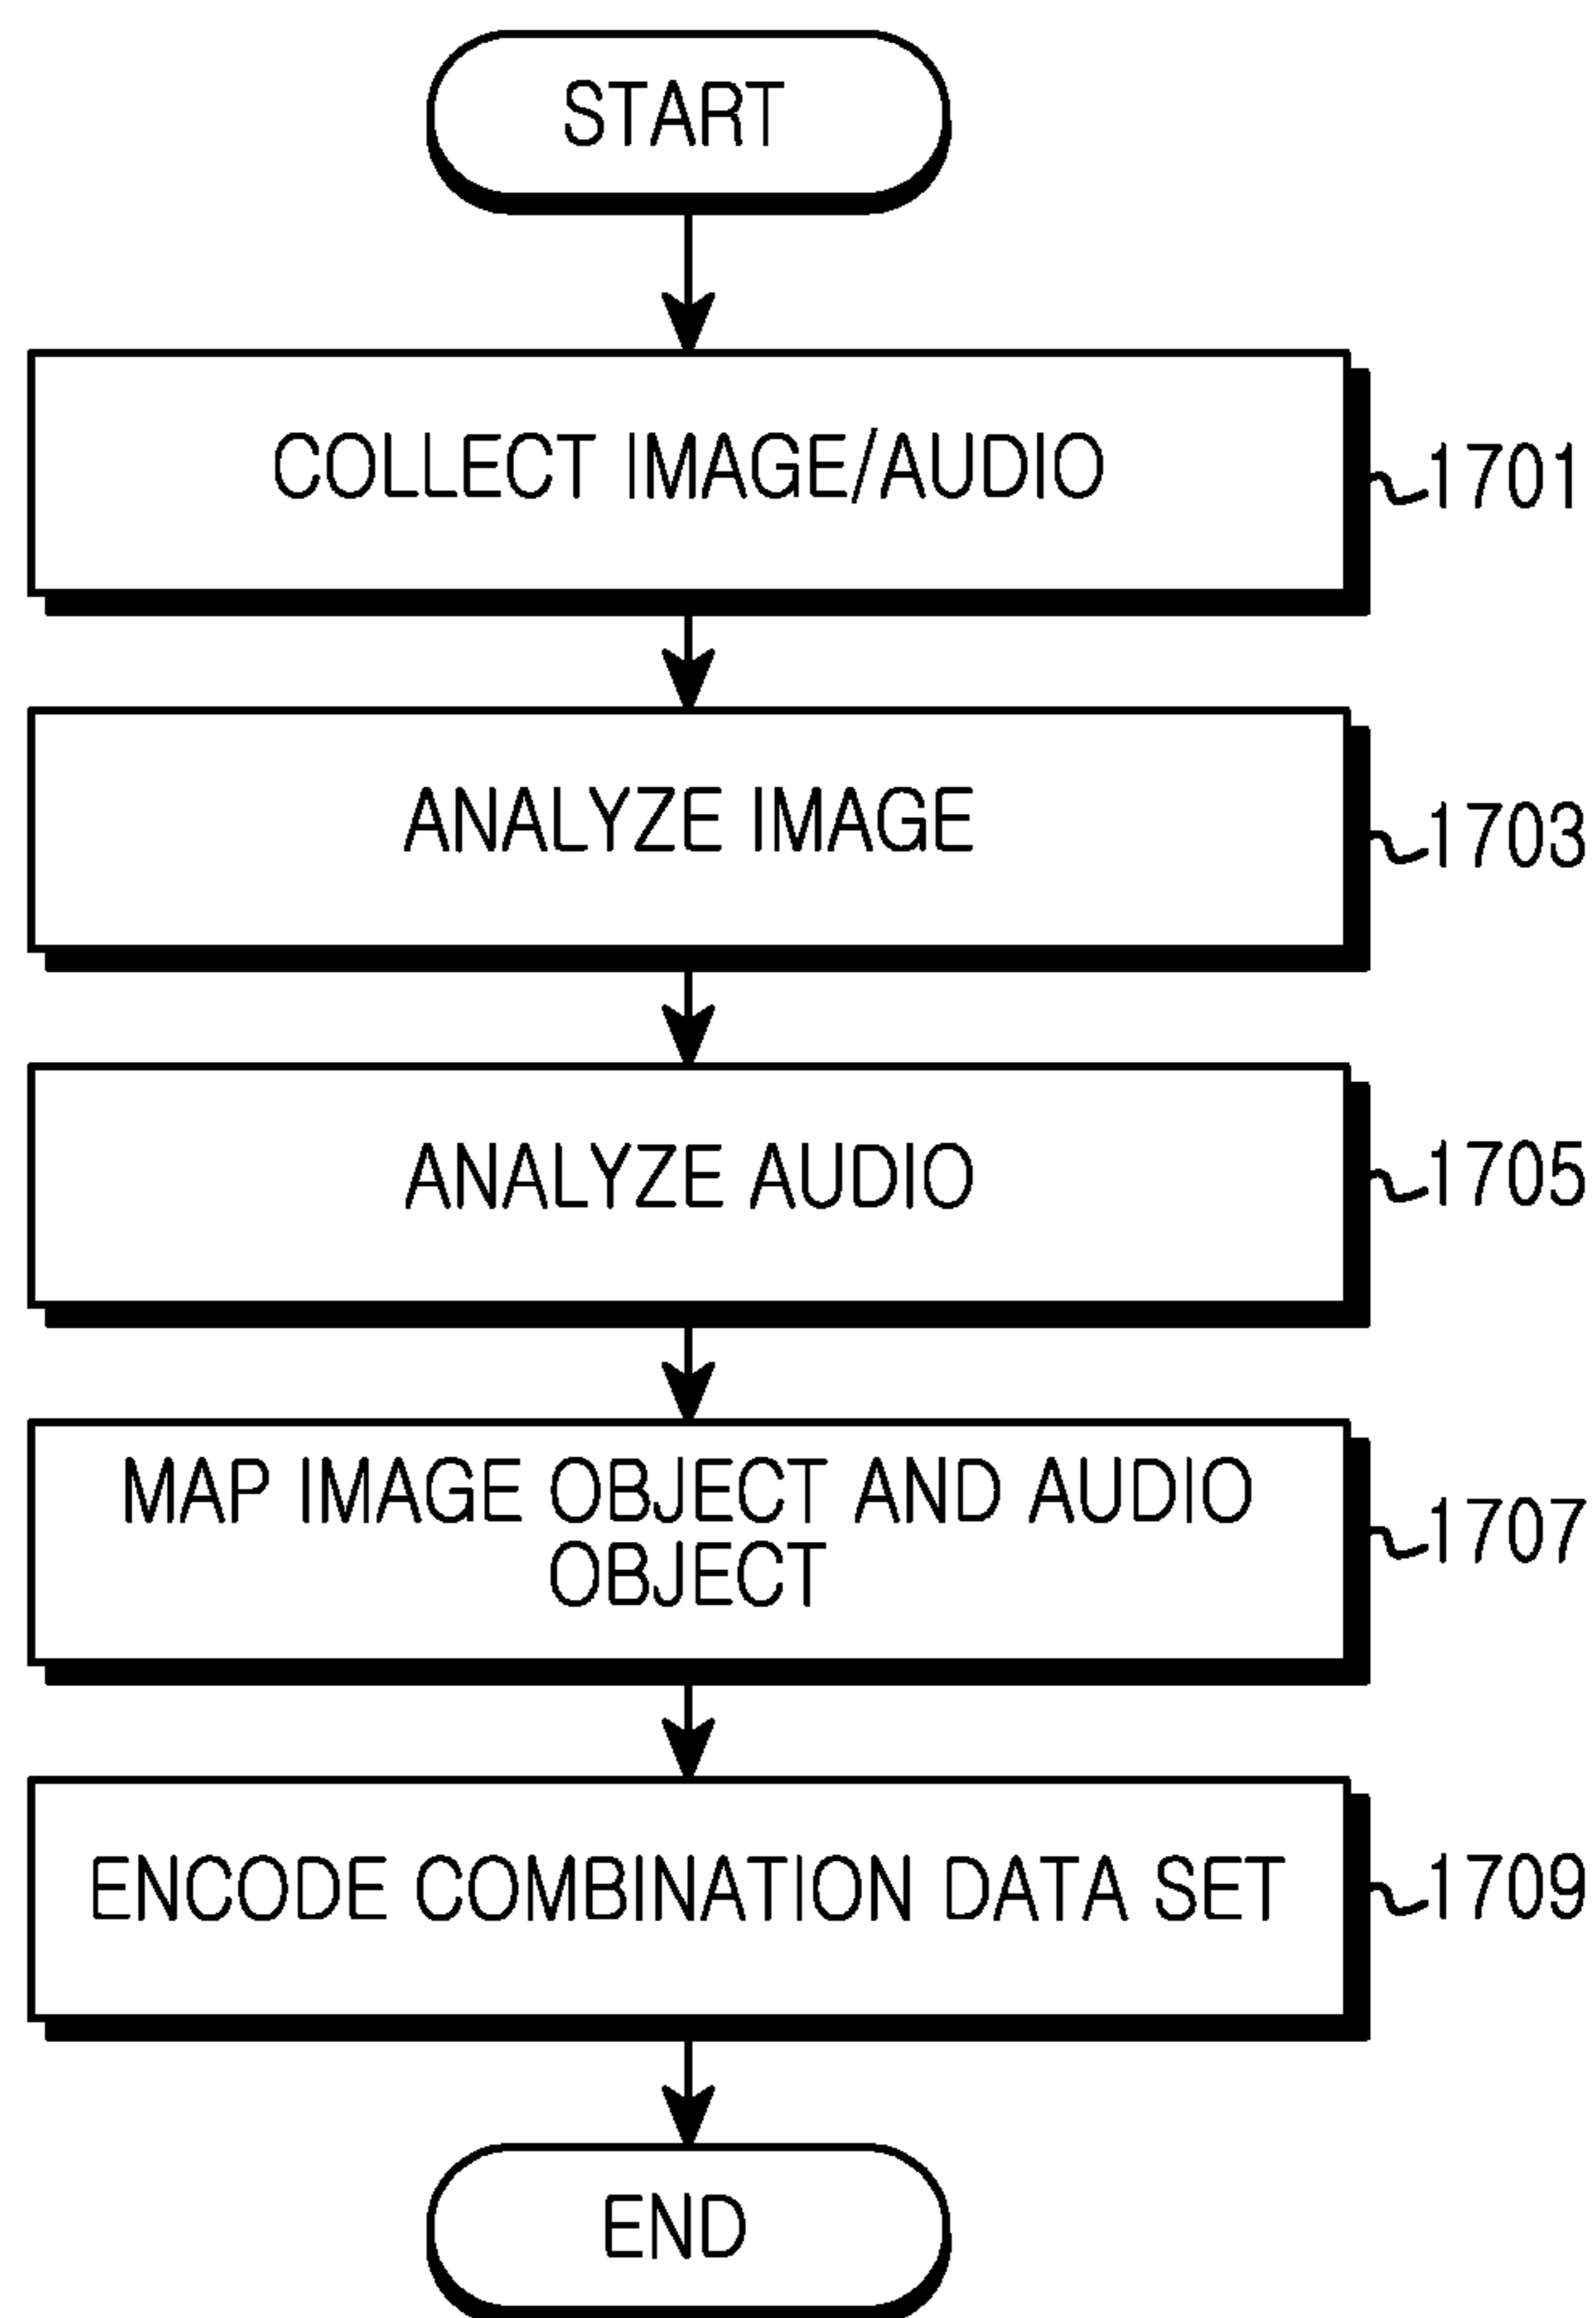 START
COLLECT IMAGE/AUDIO
1701
ANALYZE IMAGE
1703
ANALYZE AUDIO
1705
MAP IMAGE OBJECT AND AUDIO
OBJECT
1707
ENCODE COMBINATION DATA SET
1709
END